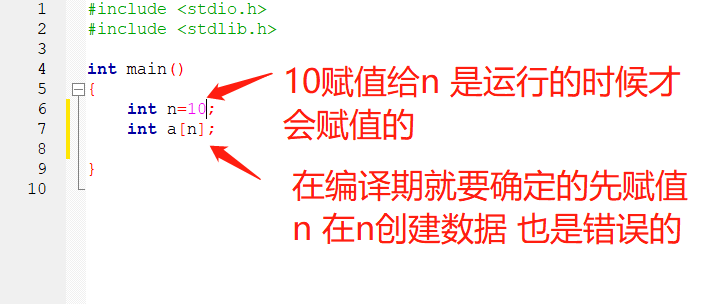 1 #include <stdio.h>
2 #include <stdlib.h>
3
4 int main()
5 {
6 int n=10;
7 int a[n];
8
9 }
10
10赋值给n 是运行的时候才
会赋值的
在编译期就要确定的先赋值
n 在n创建数据 也是错误的